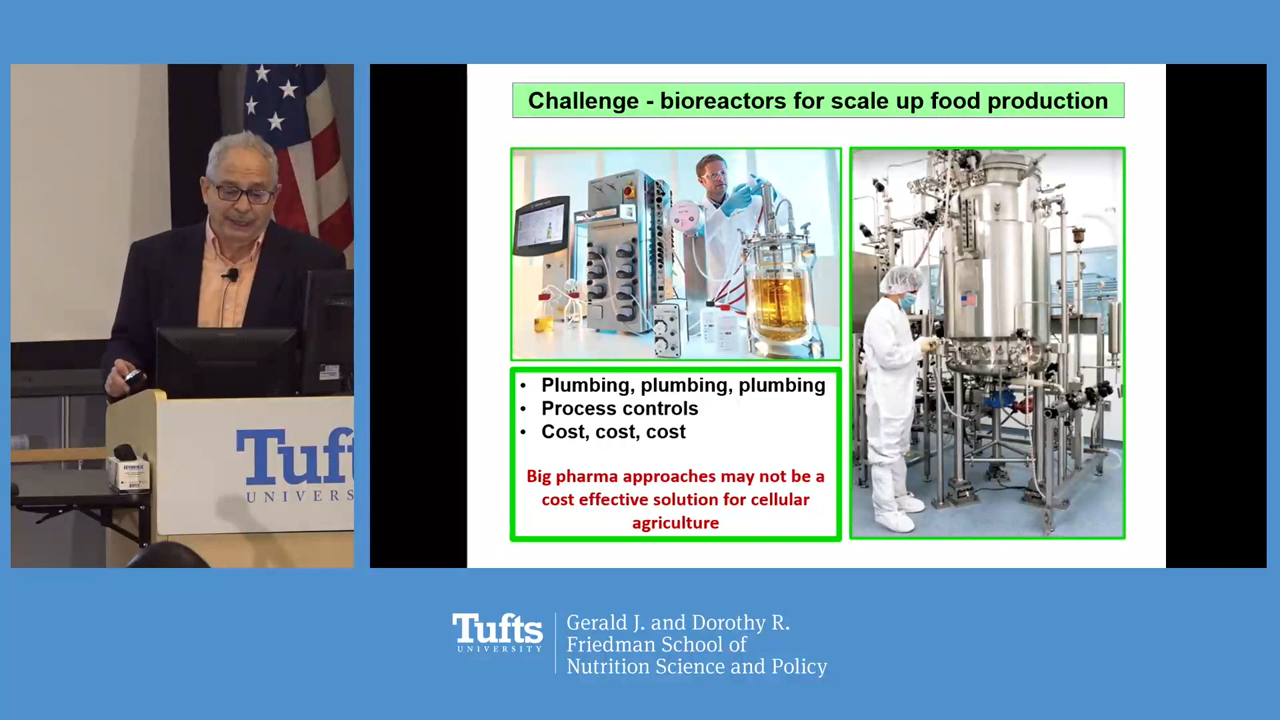 Challenge - bioreactors for scale up food production
• Plumbing, plumbing, plumbing
• Process controls
• Cost, cost, cost
Big pharma approaches may not be a
cost effective solution for cellular
agriculture
Tuft
UNIVERSI
Tufts
UNIVERSITY
Gerald J. and Dorothy R.
Friedman School of
Nutrition Science and Policy